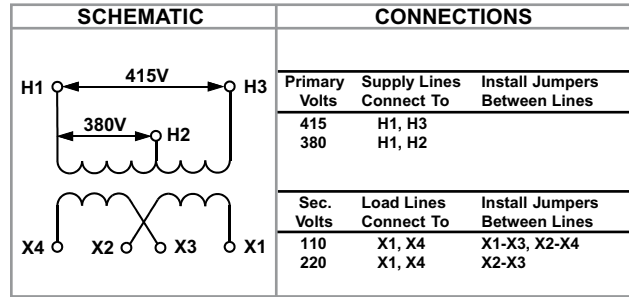 SCHEMATIC
CONNECTIONS
H1
415V
H3
380V
H2
X4 X2 X3 X1
Primary Supply Lines Install Jumpers
Volts Connect To Between Lines
415 H1, H3
380 H1, H2
Sec. Load Lines Install Jumpers
Volts Connect To Between Lines
110 X1, X4 X1-X3, X2-X4
220 X1, X4 X2-X3